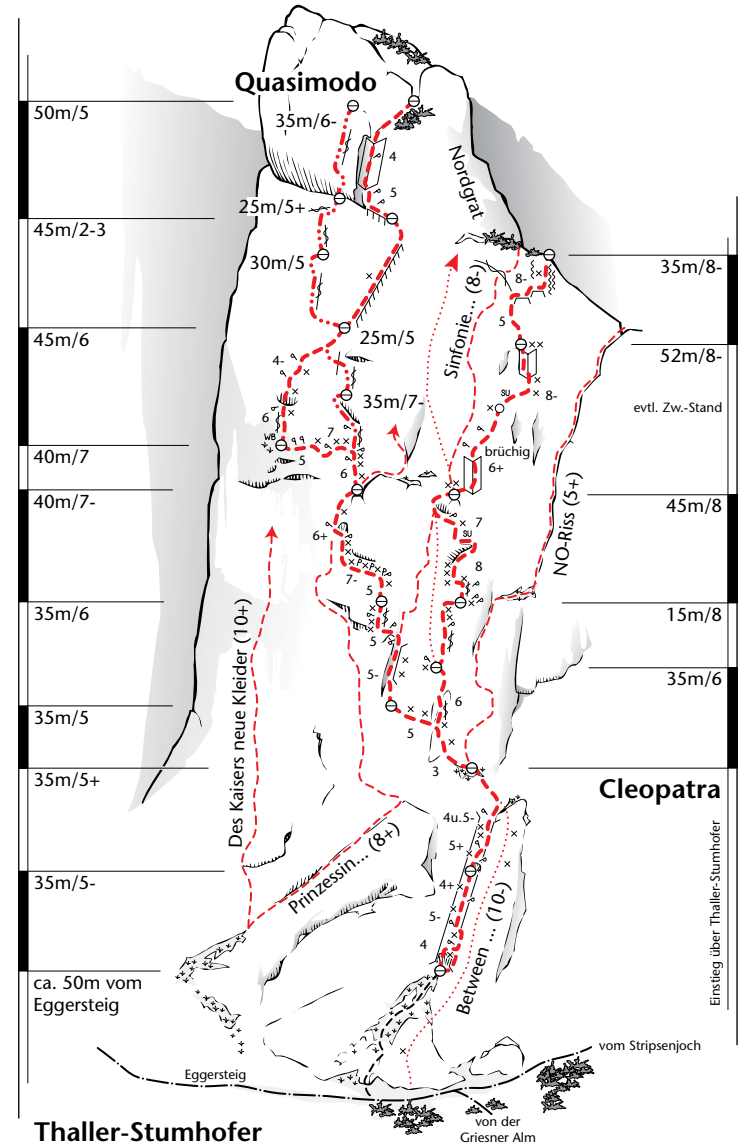 Quasimodo
50m/5
35m/6-
4
5
Nordgrat
25m/5+
45m/2-3
30m/5
Sinfonie... (8-)
8-
35m/8-
5
45m/6
25m/5
52m/8-
4-
35m/7-
SU
8-
evtl. Zw.-Stand
6
7
WB
5
brüchig
6+
40m/7
6
40m/7-
45m/8
NO-Riss (5+)
6+
7
SU
8
7-
5
35m/6
15m/8
5
5-
35m/6
6
35m/5
5
Des Kaisers neue Kleider (10+)
3
35m/5+
Cleopatra
4u.5-
5+
Prinzessin... (8+)
4+
35m/5-
5-
Between ... (10-)
4
Einstieg über Thaller-Stumhofer
ca. 50m vom
Eggersteig
vom Stripsenjoch
Eggersteig
von der
Griesner Alm
Thaller-Stumhofer